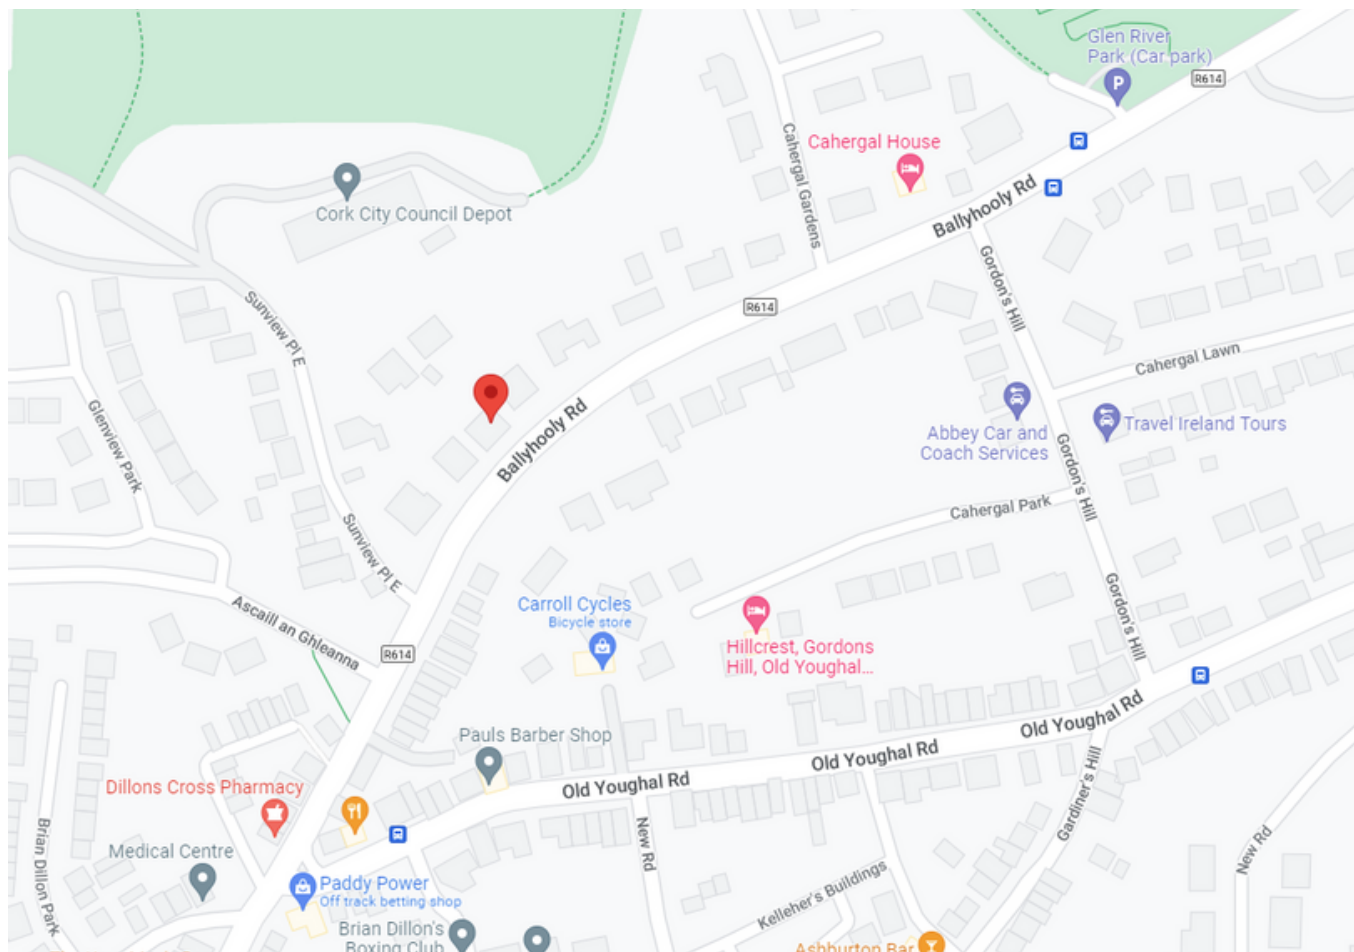 Glen River
Park (Car park)
R614
Cahergal House
Cahergal Gardens
Cork City Council Depot
Ballyhooly Rd
Gordon's Hill
Sunview Pl E
R614
Cahergal Lawn
Glenview Park
Ballyhooly Rd
Abbey Car and
Coach Services
Travel Ireland Tours
Gordon's Hill
Cahergal Park
Sunview Pl E
Gordon's Hill
Carroll Cycles
Bicycle store
Ascaill an Ghleanna
R614
Hillcrest, Gordons
Hill, Old Youghal...
Old Youghal Rd
Pauls Barber Shop
Old Youghal Rd
Old Youghal Rd
Dillons Cross Pharmacy
Gardiner's Hill
New Rd
New Rd
Brian Dillon Park
Medical Centre
Paddy Power
Off track betting shop
Kelleher's Buildings
Brian Dillon's
Boxing Club
Ashburton Bar